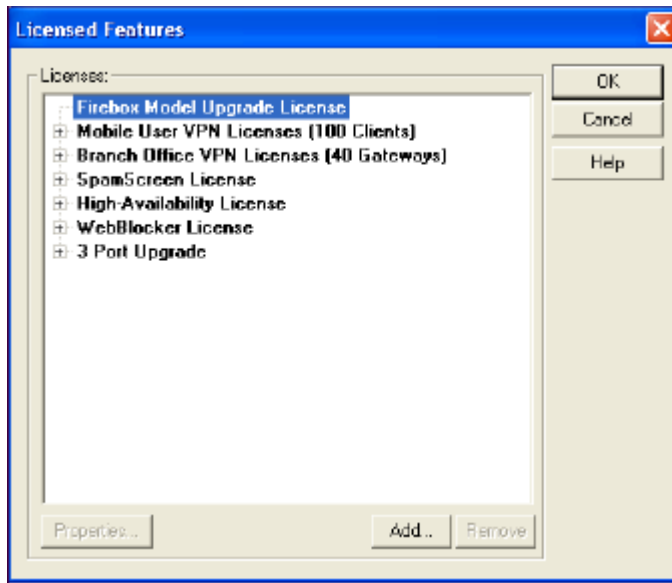 Licensed Features
Licenses:
Firebox Model Upgrade License
Mobile User VPN Licenses (100 Clients)
Branch Office VPN Licenses (40 Gateways)
SpamScreen License
High-Availability License
WebBlocker License
3 Port Upgrade
OK
Cancel
Help
Properties...
Add...
Remove